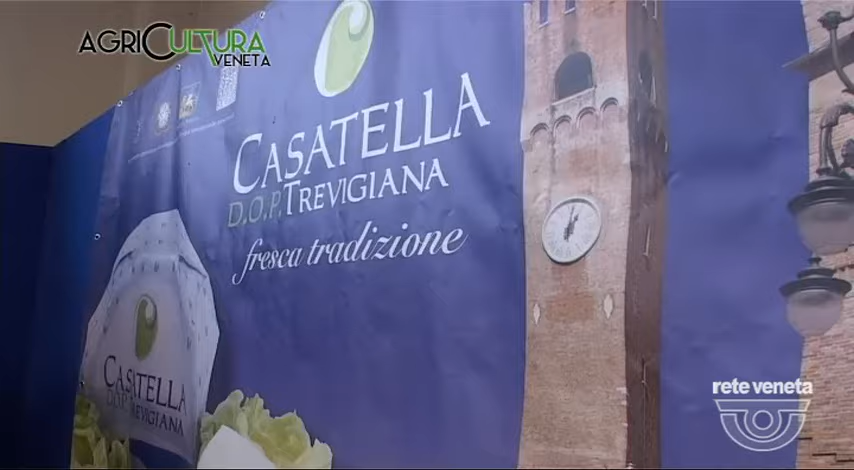 AGRICULTURA
VENETA
CASATELLA
D.O.P. TREVIGIANA
fresca tradizione
CASATELLA
D.O.P. TREVIGIANA
rete veneta